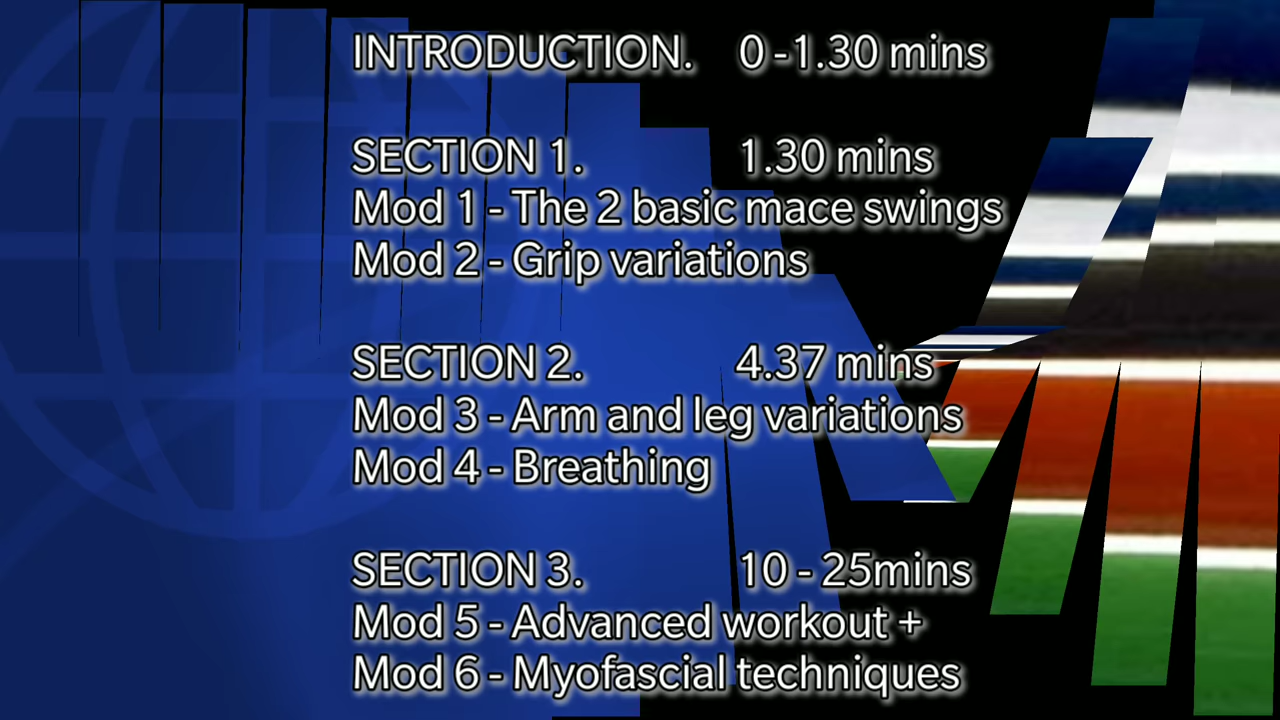 INTRODUCTION. 0 -1.30 mins
SECTION 1. 1.30 mins
Mod 1 - The 2 basic mace swings
Mod 2 - Grip variations
SECTION 2. 4.37 mins
Mod 3 - Arm and leg variations
Mod 4 - Breathing
SECTION 3. 10 - 25mins
Mod 5 - Advanced workout +
Mod 6 - Myofascial techniques